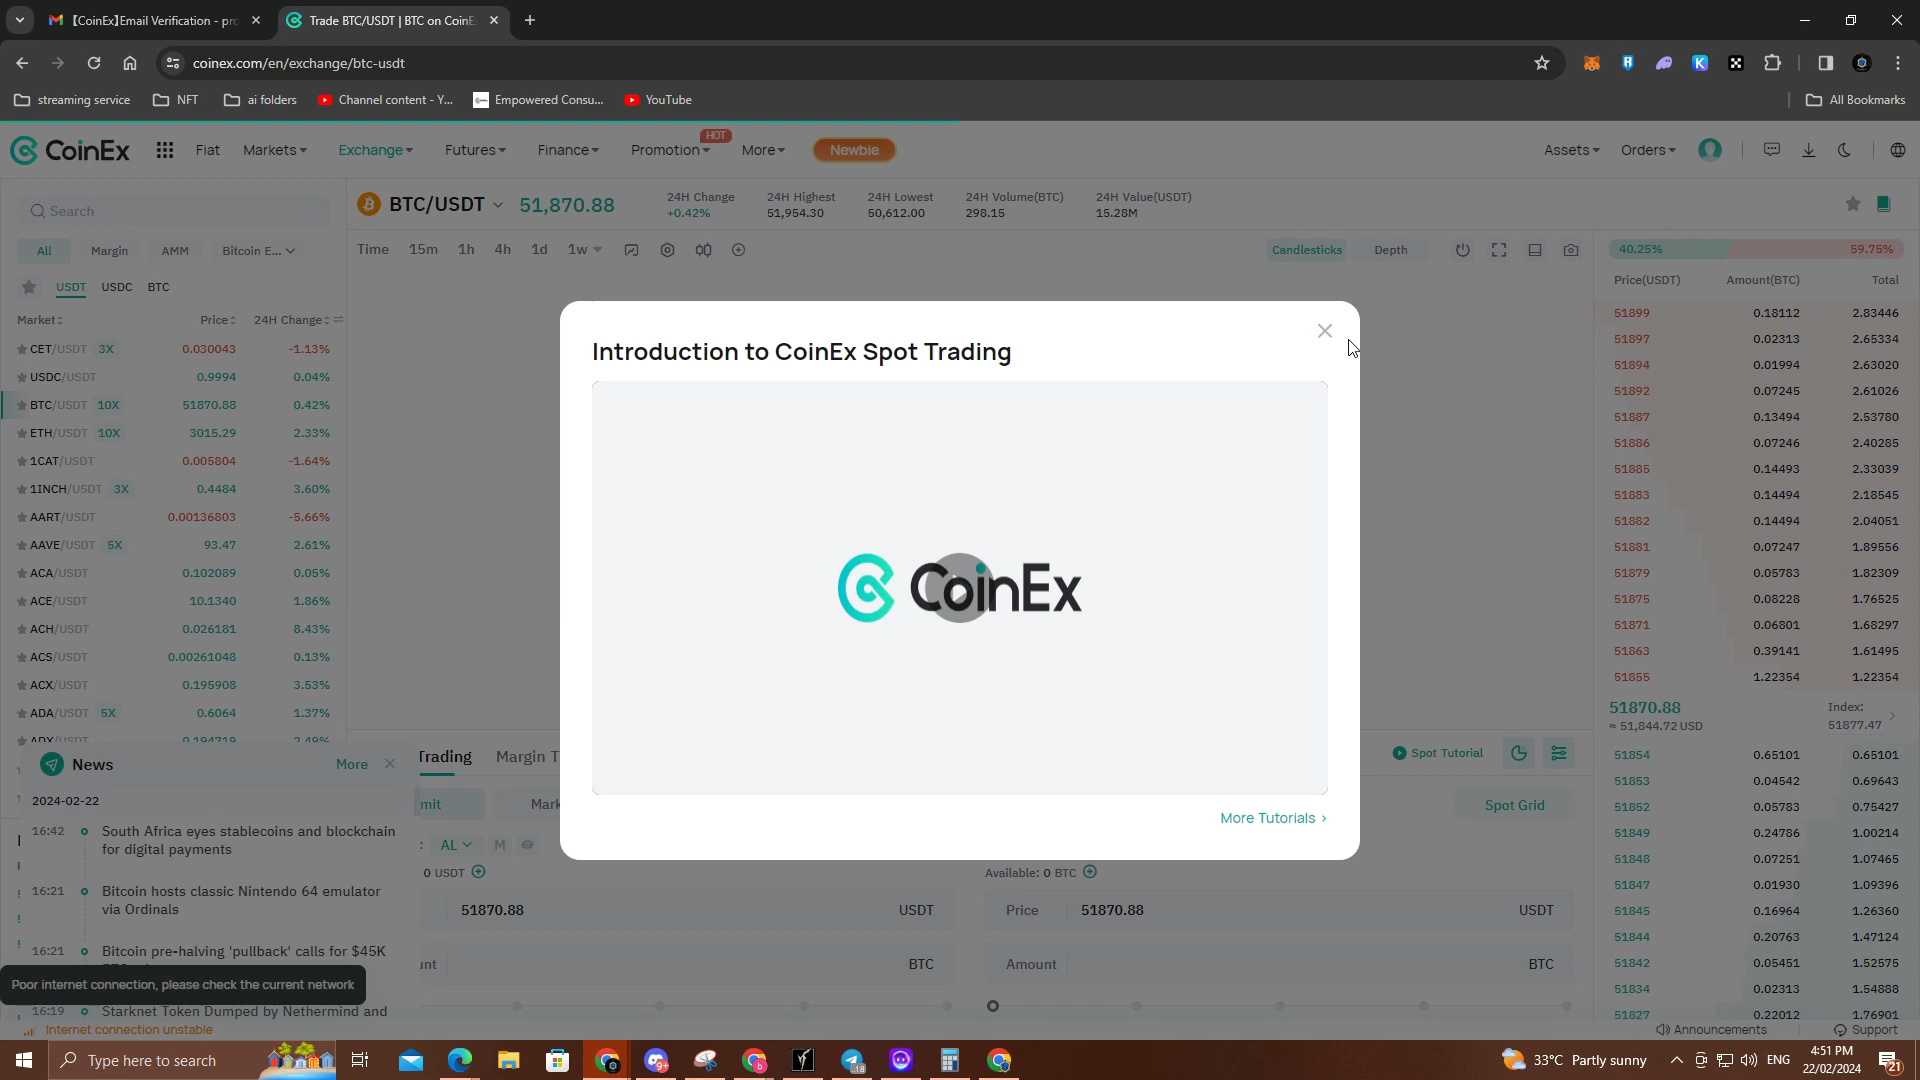 【CoinEx】Email Verification - pro
Trade BTC/USDT | BTC on CoinE
coinex.com/en/exchange/btc-usdt
streaming service
NFT
ai folders
Channel content - Y...
Empowered Consu...
YouTube
All Bookmarks
CoinEx
Fiat
Markets
Exchange
Futures
Finance
HOT
Promotion
More
Newbie
Assets
Orders
Search
BTC/USDT
51,870.88
24H Change
+0.42%
24H Highest
51,954.30
24H Lowest
50,612.00
24H Volume(BTC)
298.15
24H Value(USDT)
15.28M
All
Margin
AMM
Bitcoin E...
Time
15m
1h
4h
1d
1w
Candlesticks
Depth
40.25%
59.75%
USDT
USDC
BTC
Market
Price
24H Change
CET/USDT 3X 0.030043 -1.13%
USDC/USDT 0.9994 0.04%
BTC/USDT 10X 51870.88 0.42%
ETH/USDT 10X 3015.29 2.33%
1CAT/USDT 0.005804 -1.64%
1INCH/USDT 3X 0.4484 3.60%
AART/USDT 0.00136803 -5.66%
AAVE/USDT 5X 93.47 2.61%
ACA/USDT 0.102089 0.05%
ACE/USDT 10.1340 1.86%
ACH/USDT 0.026181 8.43%
ACS/USDT 0.00261048 0.13%
ACX/USDT 0.195908 3.53%
ADA/USDT 5X 0.6064 1.37%
ADX/USDT 0.194719 2.49%
Introduction to CoinEx Spot Trading
CoinEx
More Tutorials >
Price(USDT) Amount(BTC) Total
51899 0.18112 2.83446
51897 0.02313 2.65334
51894 0.01994 2.63020
51892 0.07245 2.61026
51887 0.13494 2.53780
51886 0.07246 2.40285
51885 0.14493 2.33039
51883 0.14494 2.18545
51882 0.14494 2.04051
51881 0.07247 1.89556
51879 0.05783 1.82309
51875 0.08228 1.76525
51871 0.06801 1.68297
51863 0.39141 1.61495
51855 1.22354 1.22354
51870.88
≈ 51,844.72 USD
Index:
51877.47
51854 0.65101 0.65101
51853 0.04542 0.69643
51852 0.05783 0.75427
51849 0.24786 1.00214
51848 0.07251 1.07465
51847 0.01930 1.09396
51845 0.16964 1.26360
51844 0.20763 1.47124
51842 0.05451 1.52575
51834 0.02313 1.54888
51827 0.22012 1.76901
Trading
Margin T
Spot Tutorial
mit
Mark
Spot Grid
: AL
M
0 USDT
Available: 0 BTC
51870.88 USDT
Price 51870.88 USDT
unt BTC
Amount BTC
News
More
2024-02-22
16:42 South Africa eyes stablecoins and blockchain
for digital payments
16:21 Bitcoin hosts classic Nintendo 64 emulator
via Ordinals
16:21 Bitcoin pre-halving 'pullback' calls for $45K
Poor internet connection, please check the current network
16:19 Starknet Token Dumped by Nethermind and
Internet connection unstable
Announcements
Support
Type here to search
9+
18
33°C Partly sunny
ENG
4:51 PM
22/02/2024
21